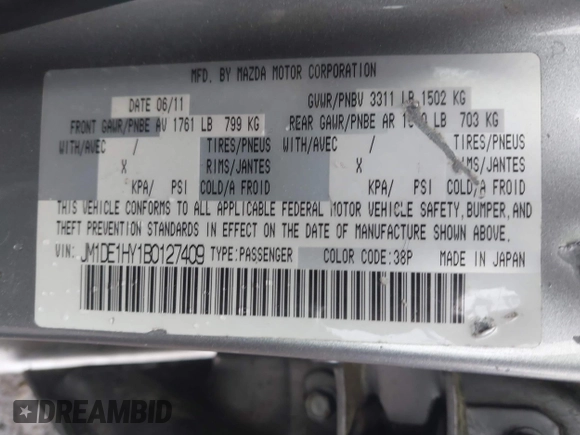 MFD. BY MAZDA MOTOR CORPORATION
DATE 06/11 GVWR/PNBV 3311 LB 1502 KG
FRONT GAWR/PNBE AV 1761 LB 799 KG REAR GAWR/PNBE AR LB 703 KG
WITH/AVEC / TIRES/PNEUS WITH/AVEC / TIRES/PNEUS
X RIMS/JANTES X RIMS/JANTES
KPA/ PSI COLD/A FROID KPA/ PSI COLD/A FROID
THIS VEHICLE CONFORMS TO ALL APPLICABLE FEDERAL MOTOR VEHICLE SAFETY, BUMPER, AND
THEFT PREVENTION STANDARDS IN EFFECT ON THE DATE OF MANUFACTURE SHOWN ABOVE.
VIN: JM1DE1HY1B0127409 TYPE:PASSENGER COLOR CODE:38P MADE IN JAPAN
DREAMBID